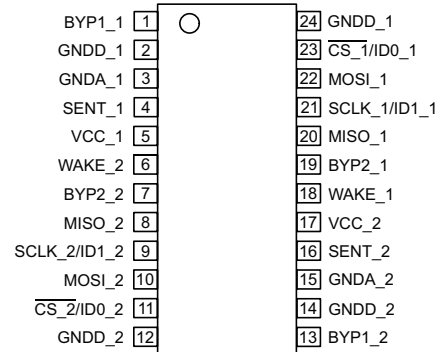 BYP1_1 1 24 GNDD_1
GNDD_1 2 23 CS_1/ID0_1
GNDA_1 3 22 MOSI_1
SENT_1 4 21 SCLK_1/ID1_1
VCC_1 5 20 MISO_1
WAKE_2 6 19 BYP2_1
BYP2_2 7 18 WAKE_1
MISO_2 8 17 VCC_2
SCLK_2/ID1_2 9 16 SENT_2
MOSI_2 10 15 GNDA_2
CS_2/ID0_2 11 14 GNDD_2
GNDD_2 12 13 BYP1_2